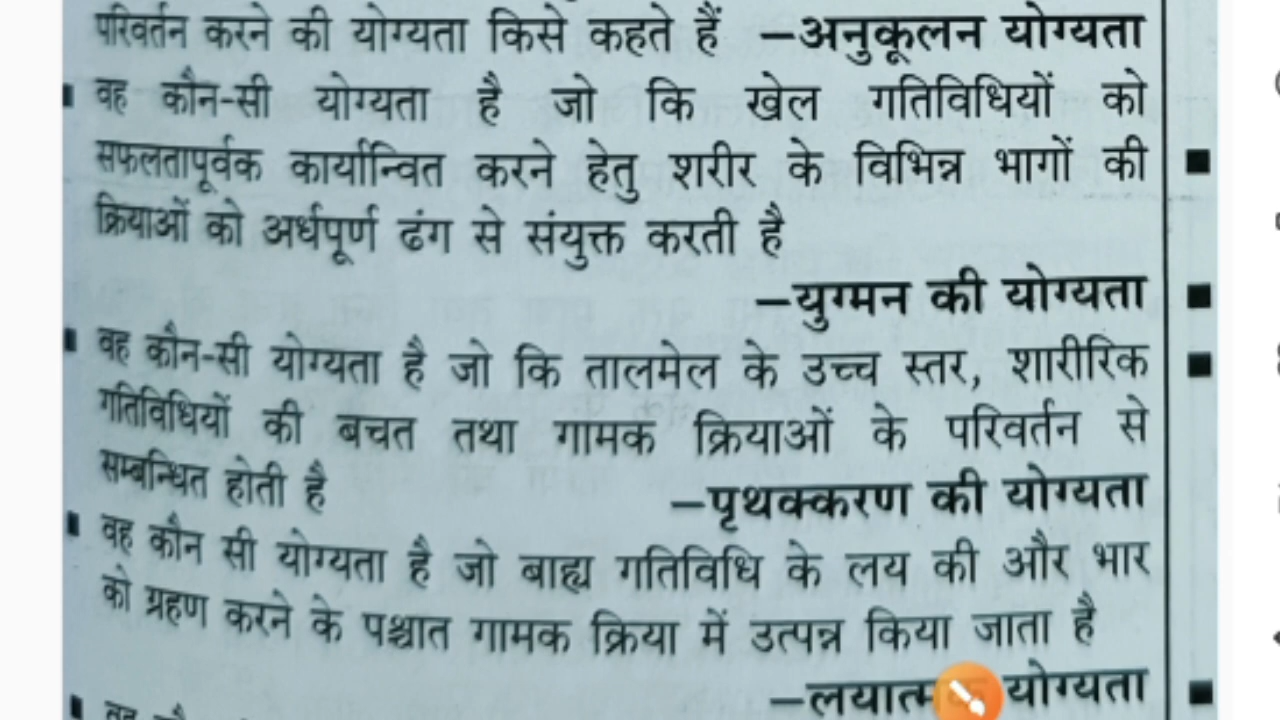 परिवर्तन करने की योग्यता किसे कहते हैं –अनुकूलन योग्यता
वह कौन-सी योग्यता है जो कि खेल गतिविधियों को
सफलतापूर्वक कार्यान्वित करने हेतु शरीर के विभिन्न भागों की
क्रियाओं को अर्धपूर्ण ढंग से संयुक्त करती है
–युग्मन की योग्यता
वह कौन-सी योग्यता है जो कि तालमेल के उच्च स्तर, शारीरिक
गतिविधियों की बचत तथा गामक क्रियाओं के परिवर्तन से
सम्बन्धित होती है –पृथक्करण की योग्यता
वह कौन सी योग्यता है जो बाह्य गतिविधि के लय की और भार
को ग्रहण करने के पश्चात गामक क्रिया में उत्पन्न किया जाता है
योग्यता